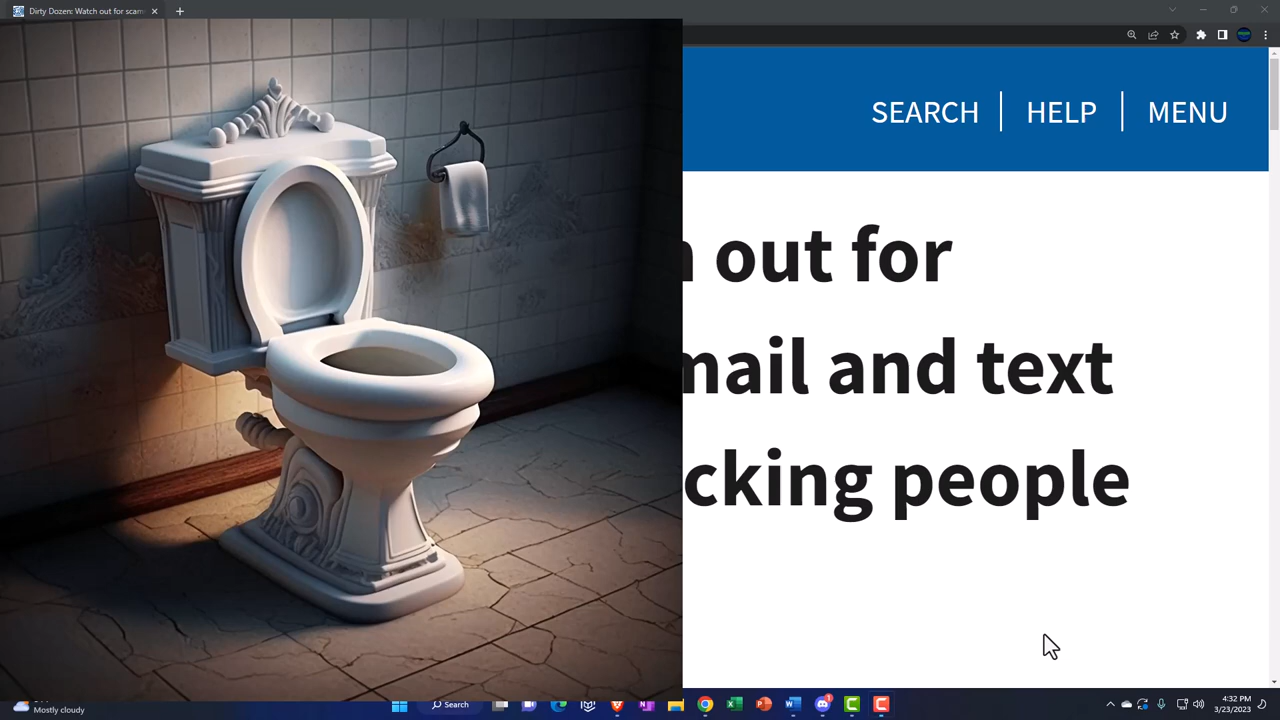 Dirty Dozen: Watch out for scam
SEARCH
HELP
MENU
out for
mail and text
cking people
Mostly cloudy
Search
1
4:32 PM
3/23/2023